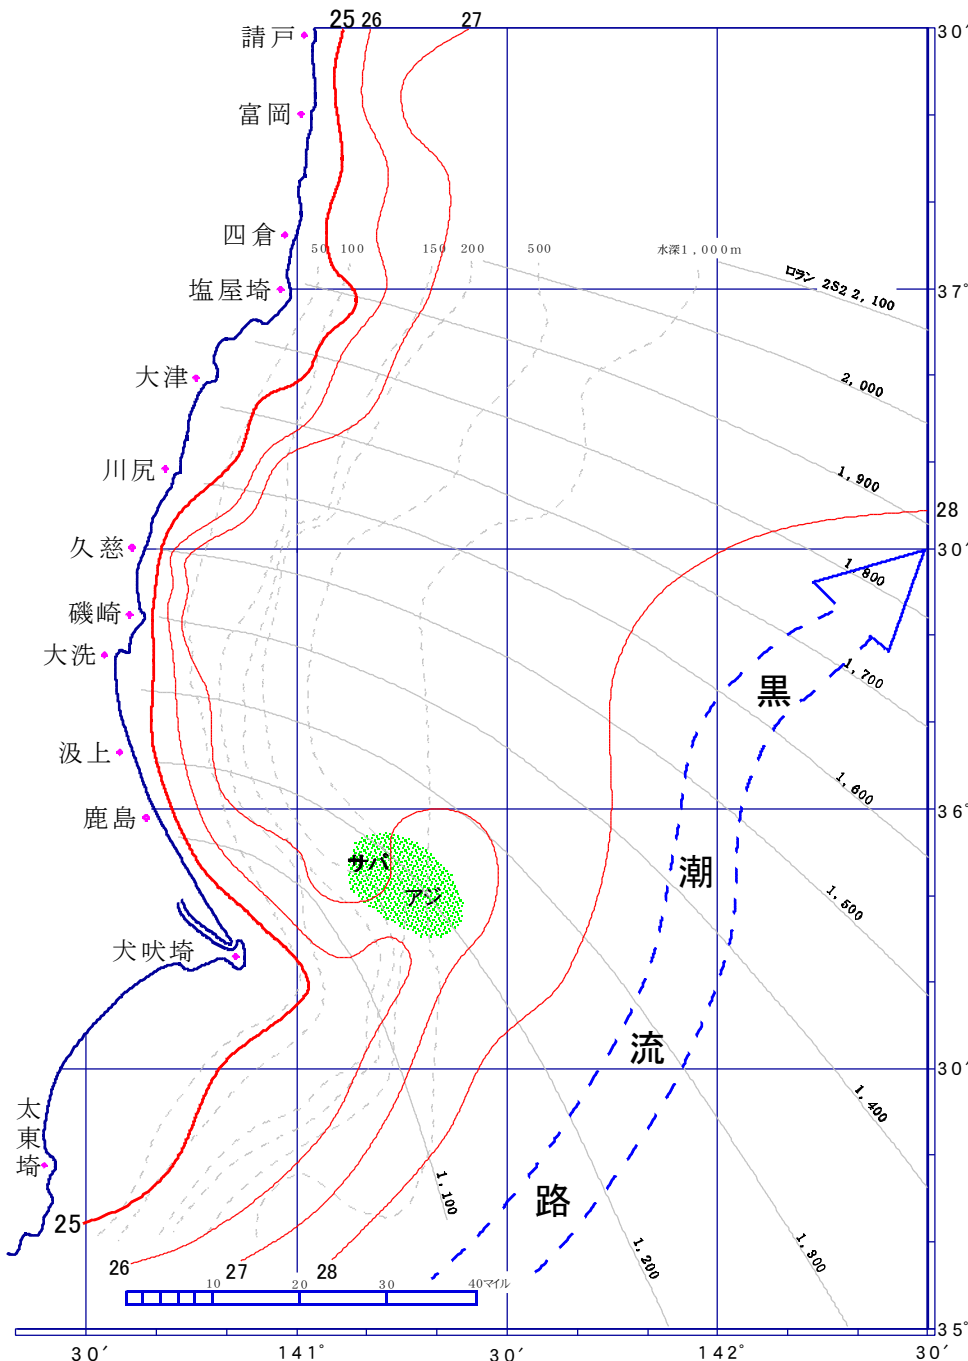 25 26 27
30′
請戸
富岡
四倉
50 100 150 200 500 水深1,000m
塩屋埼
37°
ロラン 2S2 2,100
大津
2,000
川尻
1,900
28
久慈
30′
1,800
磯崎
大洗
1,700
黒
汲上
1,600
36°
鹿島
サバ
潮
アジ
1,500
犬吠埼
流
30′
1,400
太東埼
1,100
路
25
1,200
1,300
26 27 28
10 20 30 40マイル
35°
30′ 141° 30′ 142° 30′